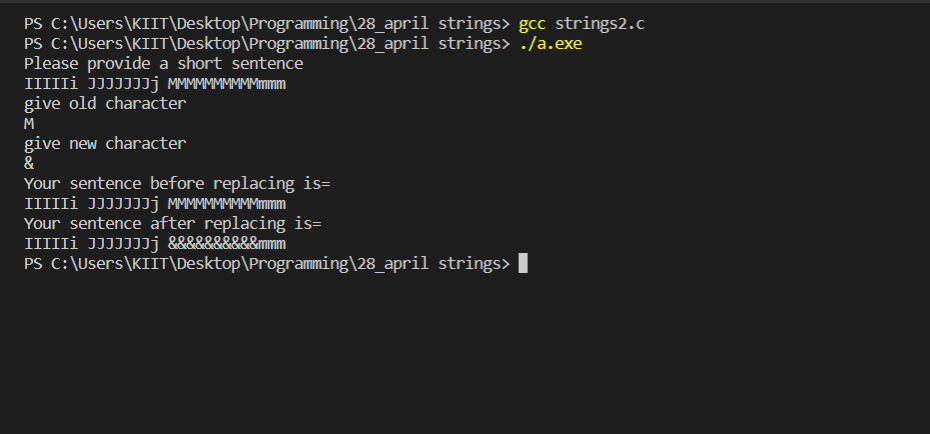 PS C:\Users\KIIT\Desktop\Programming\28_april strings> gcc strings2.c
PS C:\Users\KIIT\Desktop\Programming\28_april strings> ./a.exe
Please provide a short sentence
IIIIIi JJJJJJJj MMMMMMMMMMmmm
give old character
M
give new character
&
Your sentence before replacing is=
IIIIIi JJJJJJJj MMMMMMMMMMmmm
Your sentence after replacing is=
IIIIIi JJJJJJJj &&&&&&&&&&mmm
PS C:\Users\KIIT\Desktop\Programming\28_april strings>